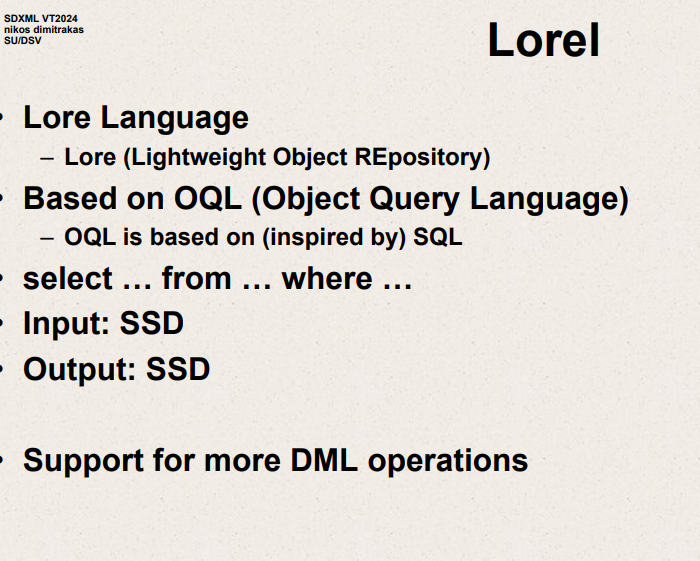 SDXML VT2024
nikos dimitrakas
SU/DSV
Lorel
• Lore Language
– Lore (Lightweight Object REpository)
• Based on OQL (Object Query Language)
– OQL is based on (inspired by) SQL
• select … from … where …
• Input: SSD
• Output: SSD
• Support for more DML operations